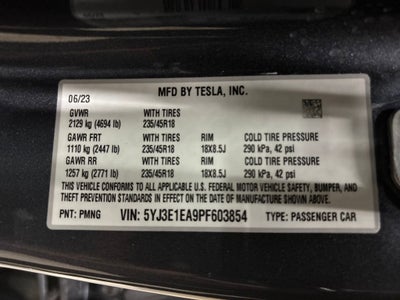 MFD BY TESLA, INC.
06/23
GVWR WITH TIRES
2129 kg (4694 lb) 235/45R18
GAWR FRT WITH TIRES RIM COLD TIRE PRESSURE
1110 kg (2447 lb) 235/45R18 18X8.5J 290 kPa, 42 psi
GAWR RR WITH TIRES RIM COLD TIRE PRESSURE
1257 kg (2771 lb) 235/45R18 18X8.5J 290 kPa, 42 psi
THIS VEHICLE CONFORMS TO ALL APPLICABLE U.S. FEDERAL MOTOR VEHICLE SAFETY, BUMPER, AND
THEFT PREVENTION STANDARDS IN EFFECT ON THE DATE OF MANUFACTURE SHOWN ABOVE.
PNT: PMNG VIN: 5YJ3E1EA9PF603854 TYPE: PASSENGER CAR